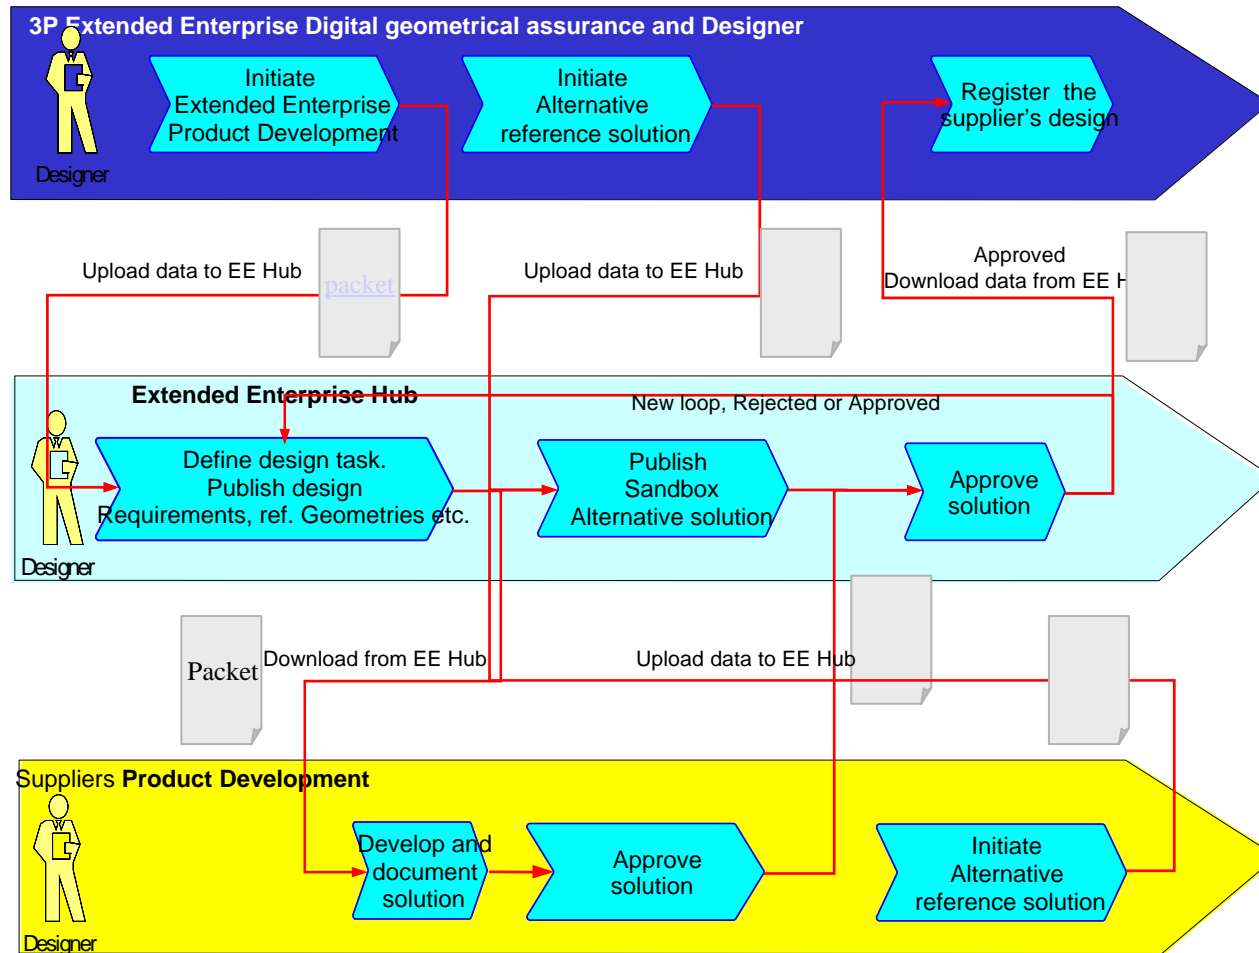 3P Extended Enterprise Digital geometrical assurance and Designer
Initiate
Extended Enterprise
Product Development
Initiate
Alternative
reference solution
Register the
supplier's design
Designer
Upload data to EE Hub
packet
Upload data to EE Hub
Approved
Download data from EE H
Extended Enterprise Hub
New loop, Rejected or Approved
Define design task.
Publish design
Requirements, ref. Geometries etc.
Publish
Sandbox
Alternative solution
Approve
solution
Designer
Packet
Download from EE Hub
Upload data to EE Hub
Suppliers Product Development
Develop and
document
solution
Approve
solution
Initiate
Alternative
reference solution
Designer